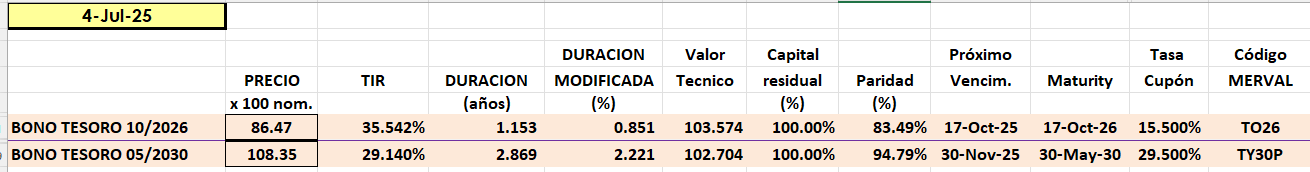 4-Jul-25
DURACION Valor Capital Próximo Tasa Código
PRECIO TIR DURACION MODIFICADA Tecnico residual Paridad Vencim. Maturity Cupón MERVAL
x 100 nom. (años) (%) (%) (%)
BONO TESORO 10/2026 86.47 35.542% 1.153 0.851 103.574 100.00% 83.49% 17-Oct-25 17-Oct-26 15.500% TO26
BONO TESORO 05/2030 108.35 29.140% 2.869 2.221 102.704 100.00% 94.79% 30-Nov-25 30-May-30 29.500% TY30P